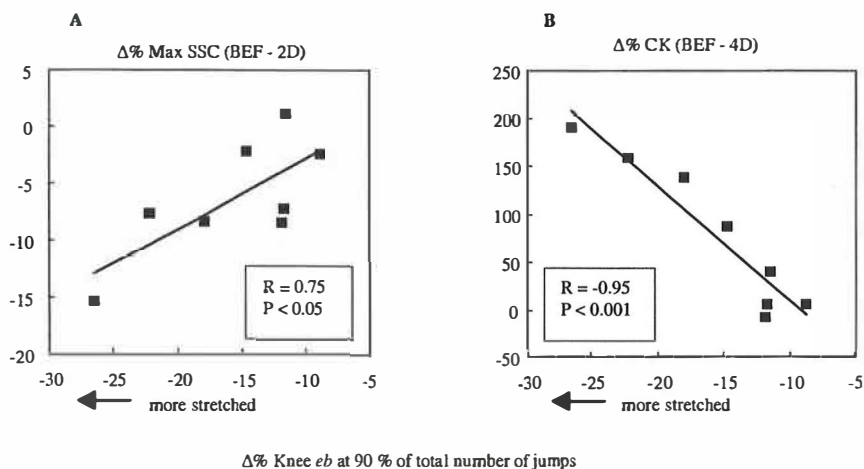 A
Δ% Max SSC (BEF - 2D)
5
0
-5
-10
-15
-20
R = 0.75
P < 0.05
-30 -25 -20 -15 -10 -5
more stretched
B
Δ% CK (BEF - 4D)
250
200
150
100
50
0
-50
R = -0.95
P < 0.001
-30 -25 -20 -15 -10 -5
more stretched
Δ% Knee eb at 90 % of total number of jumps